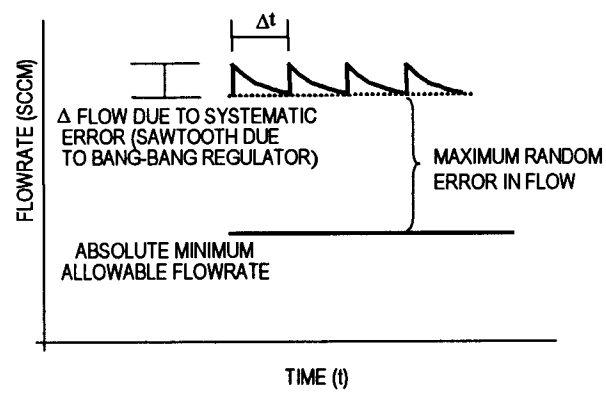 Δt
Δ FLOW DUE TO SYSTEMATIC
ERROR (SAWTOOTH DUE
TO BANG-BANG REGULATOR)
MAXIMUM RANDOM
ERROR IN FLOW
ABSOLUTE MINIMUM
ALLOWABLE FLOWRATE
FLOWRATE (SCCM)
TIME (t)